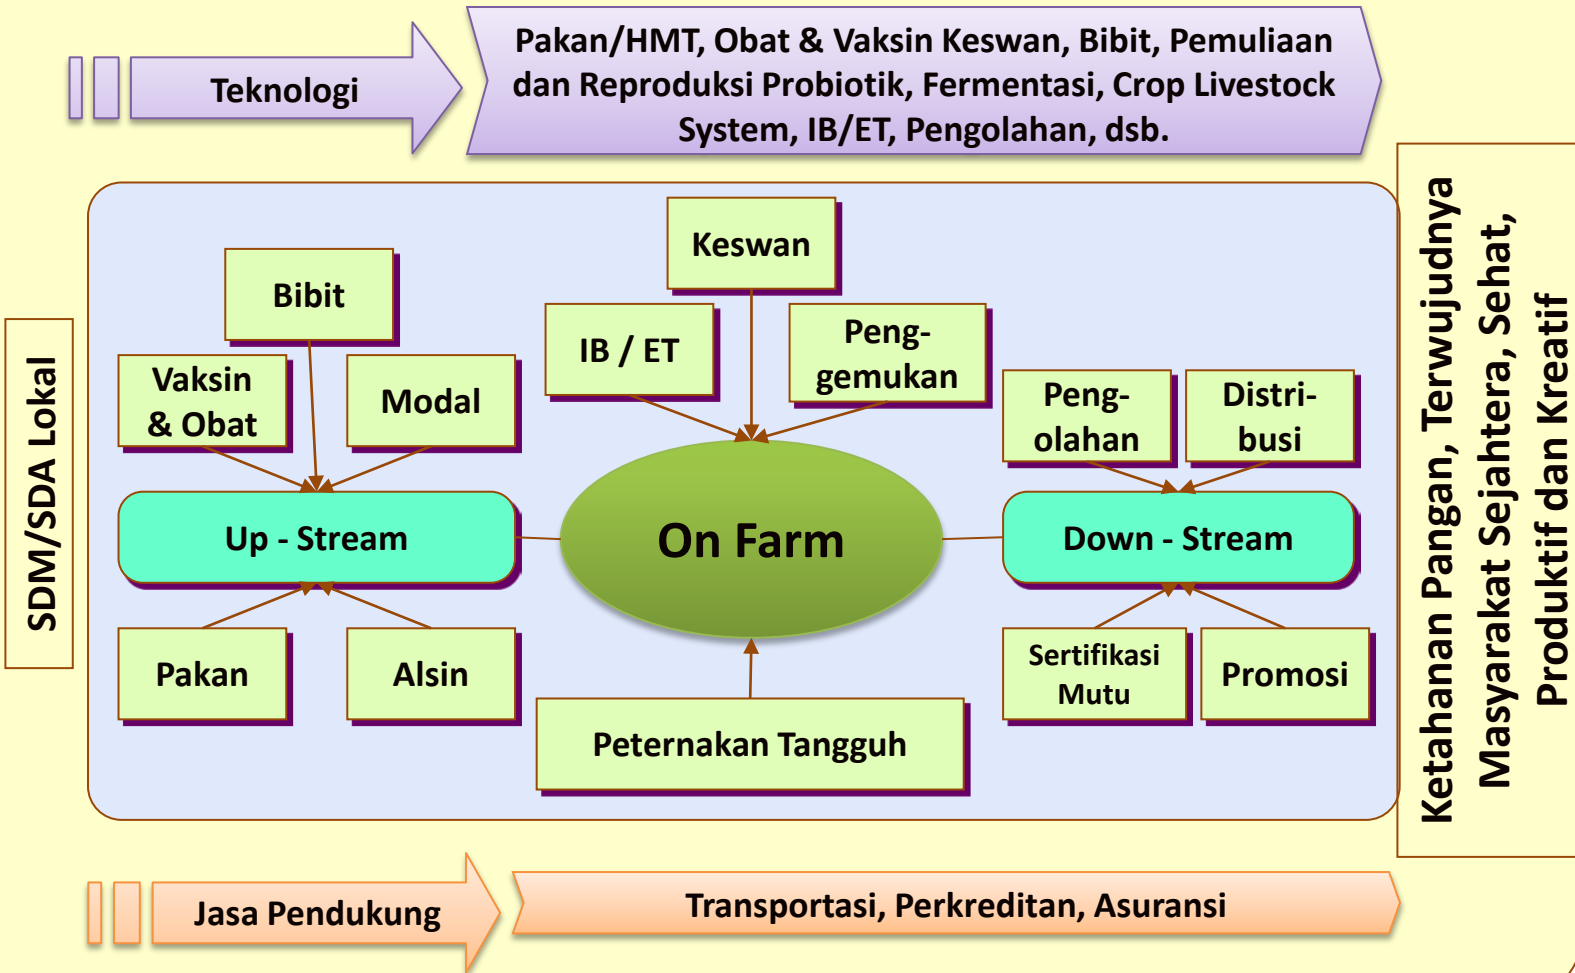 Teknologi
Pakan/HMT, Obat & Vaksin Keswan, Bibit, Pemuliaan
dan Reproduksi Probiotik, Fermentasi, Crop Livestock
System, IB/ET, Pengolahan, dsb.
SDM/SDA Lokal
Bibit
Vaksin
& Obat
Modal
Up - Stream
Pakan
Alsin
Keswan
IB / ET
Peng-
gemukan
On Farm
Peternakan Tangguh
Peng-
olahan
Distri-
busi
Down - Stream
Sertifikasi
Mutu
Promosi
Ketahanan Pangan, Terwujudnya
Masyarakat Sejahtera, Sehat,
Produktif dan Kreatif
Jasa Pendukung
Transportasi, Perkreditan, Asuransi